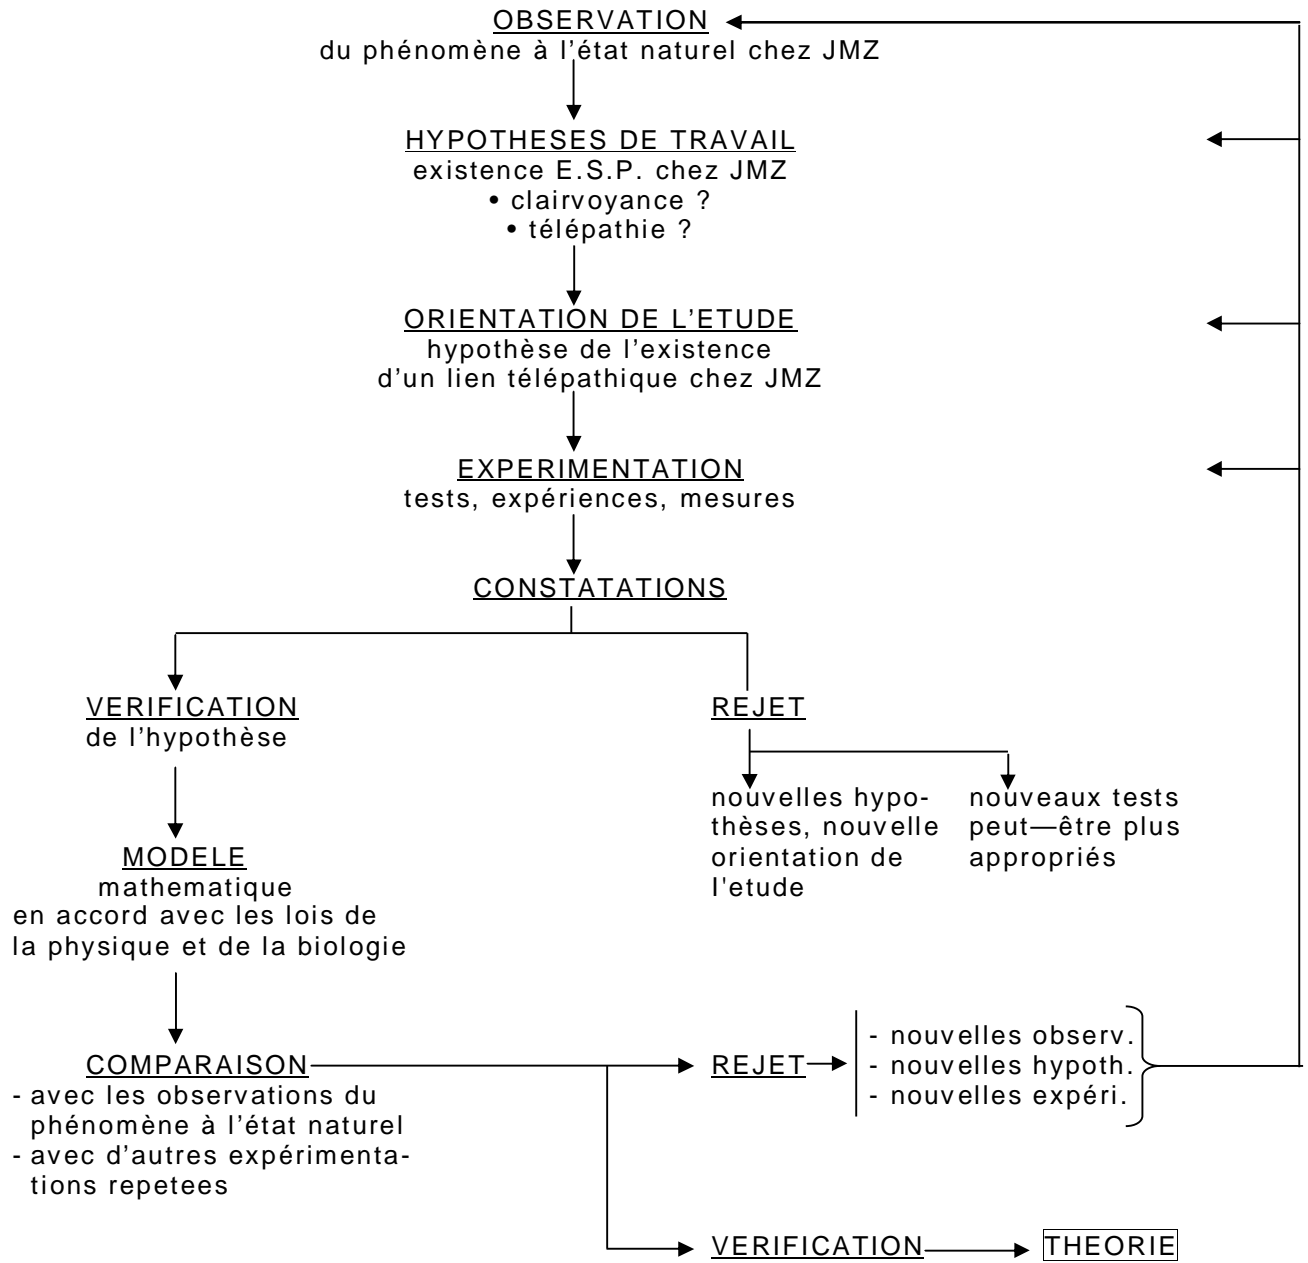 OBSERVATION
du phénomène à l’état naturel chez JMZ
HYPOTHESES DE TRAVAIL
existence E.S.P. chez JMZ
• clairvoyance ?
• télépathie ?
ORIENTATION DE L’ETUDE
hypothèse de l’existence
d’un lien télépathique chez JMZ
EXPERIMENTATION
tests, expériences, mesures
CONSTATATIONS
VERIFICATION
de l’hypothèse
REJET
nouvelles hypo-
thèses, nouvelle
orientation de
l'etude
nouveaux tests
peut—être plus
appropriés
MODELE
mathematique
en accord avec les lois de
la physique et de la biologie
COMPARAISON
- avec les observations du
phénomène à l’état naturel
- avec d’autres expérimenta-
tions repetees
REJET
- nouvelles observ.
- nouvelles hypoth.
- nouvelles expéri.
VERIFICATION
THEORIE